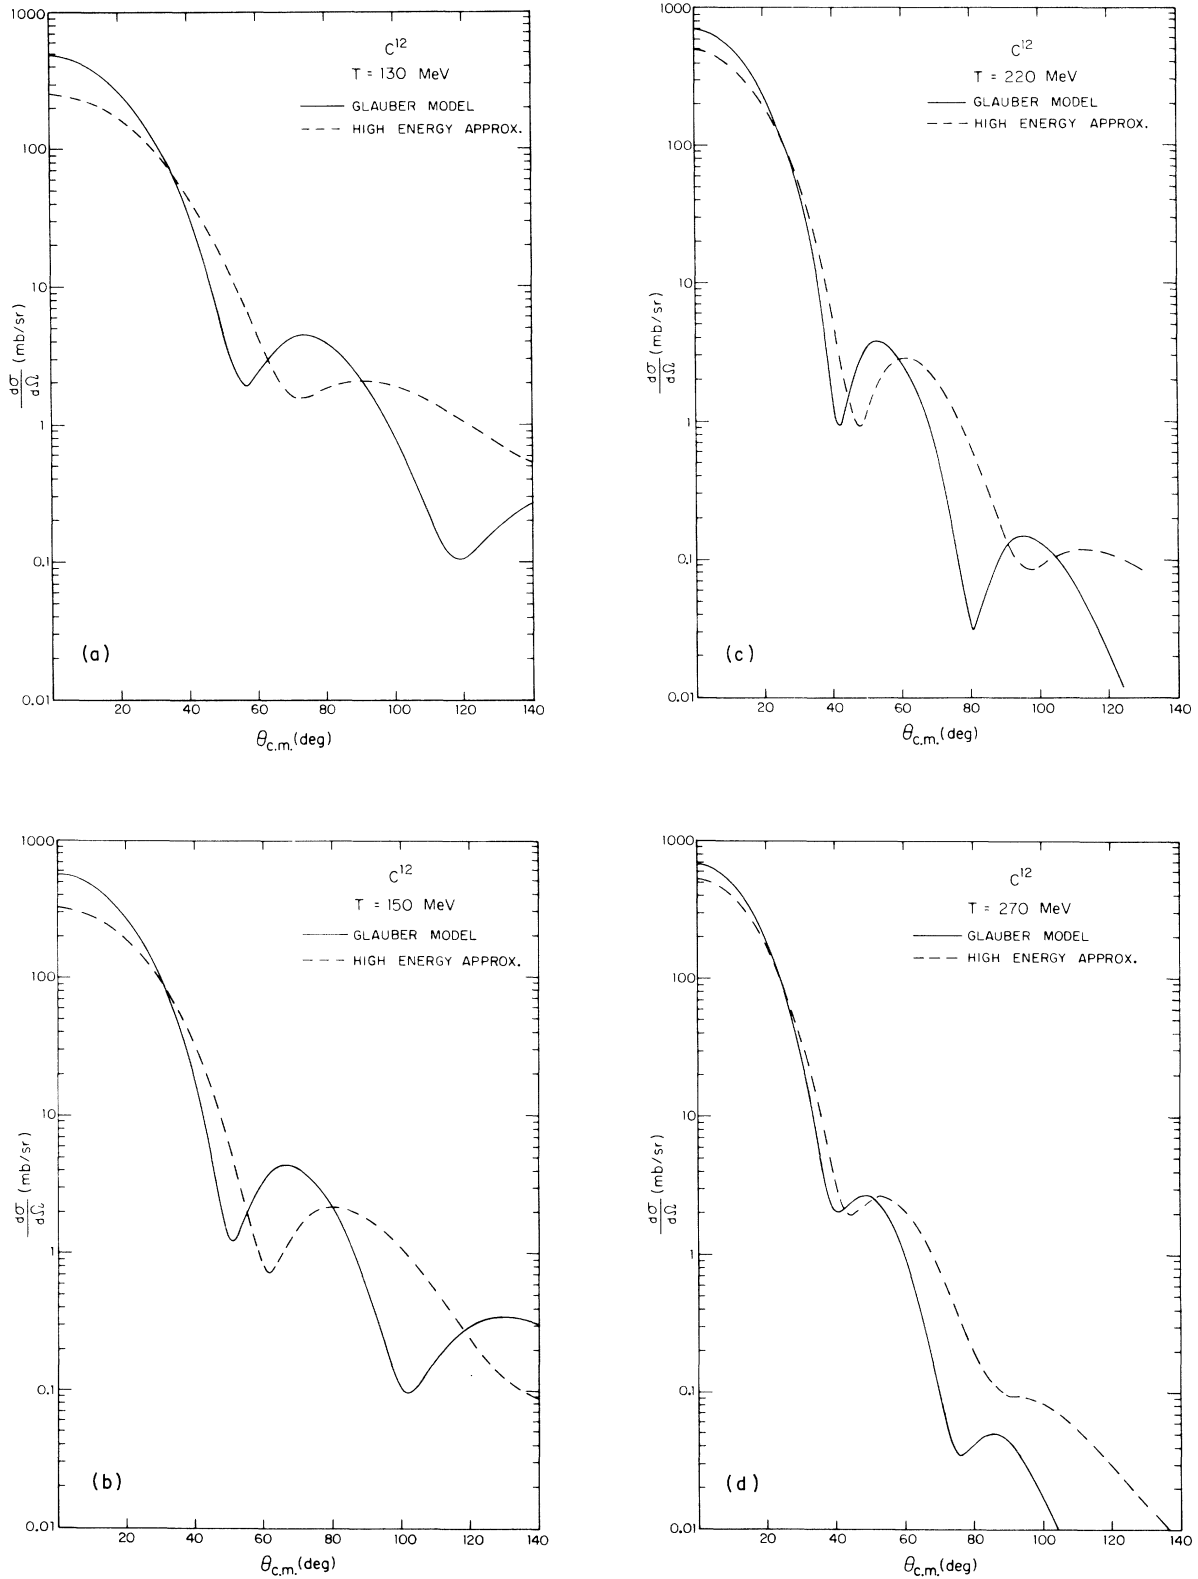 1000
100
10
1
0.1
0.01
dσ/dΩ (mb/sr)
C¹²
T = 130 MeV
GLAUBER MODEL
HIGH ENERGY APPROX.
(a)
20 40 60 80 100 120 140
θc.m.(deg)
1000
100
10
1
0.1
0.01
dσ/dΩ (mb/sr)
C¹²
T = 220 MeV
GLAUBER MODEL
HIGH ENERGY APPROX.
(c)
20 40 60 80 100 120 140
θc.m.(deg)
1000
100
10
1
0.1
0.01
dσ/dΩ (mb/sr)
C¹²
T = 150 MeV
GLAUBER MODEL
HIGH ENERGY APPROX.
(b)
20 40 60 80 100 120 140
θc.m.(deg)
1000
100
10
1
0.1
0.01
dσ/dΩ (mb/sr)
C¹²
T = 270 MeV
GLAUBER MODEL
HIGH ENERGY APPROX.
(d)
20 40 60 80 100 120 140
θc.m.(deg)